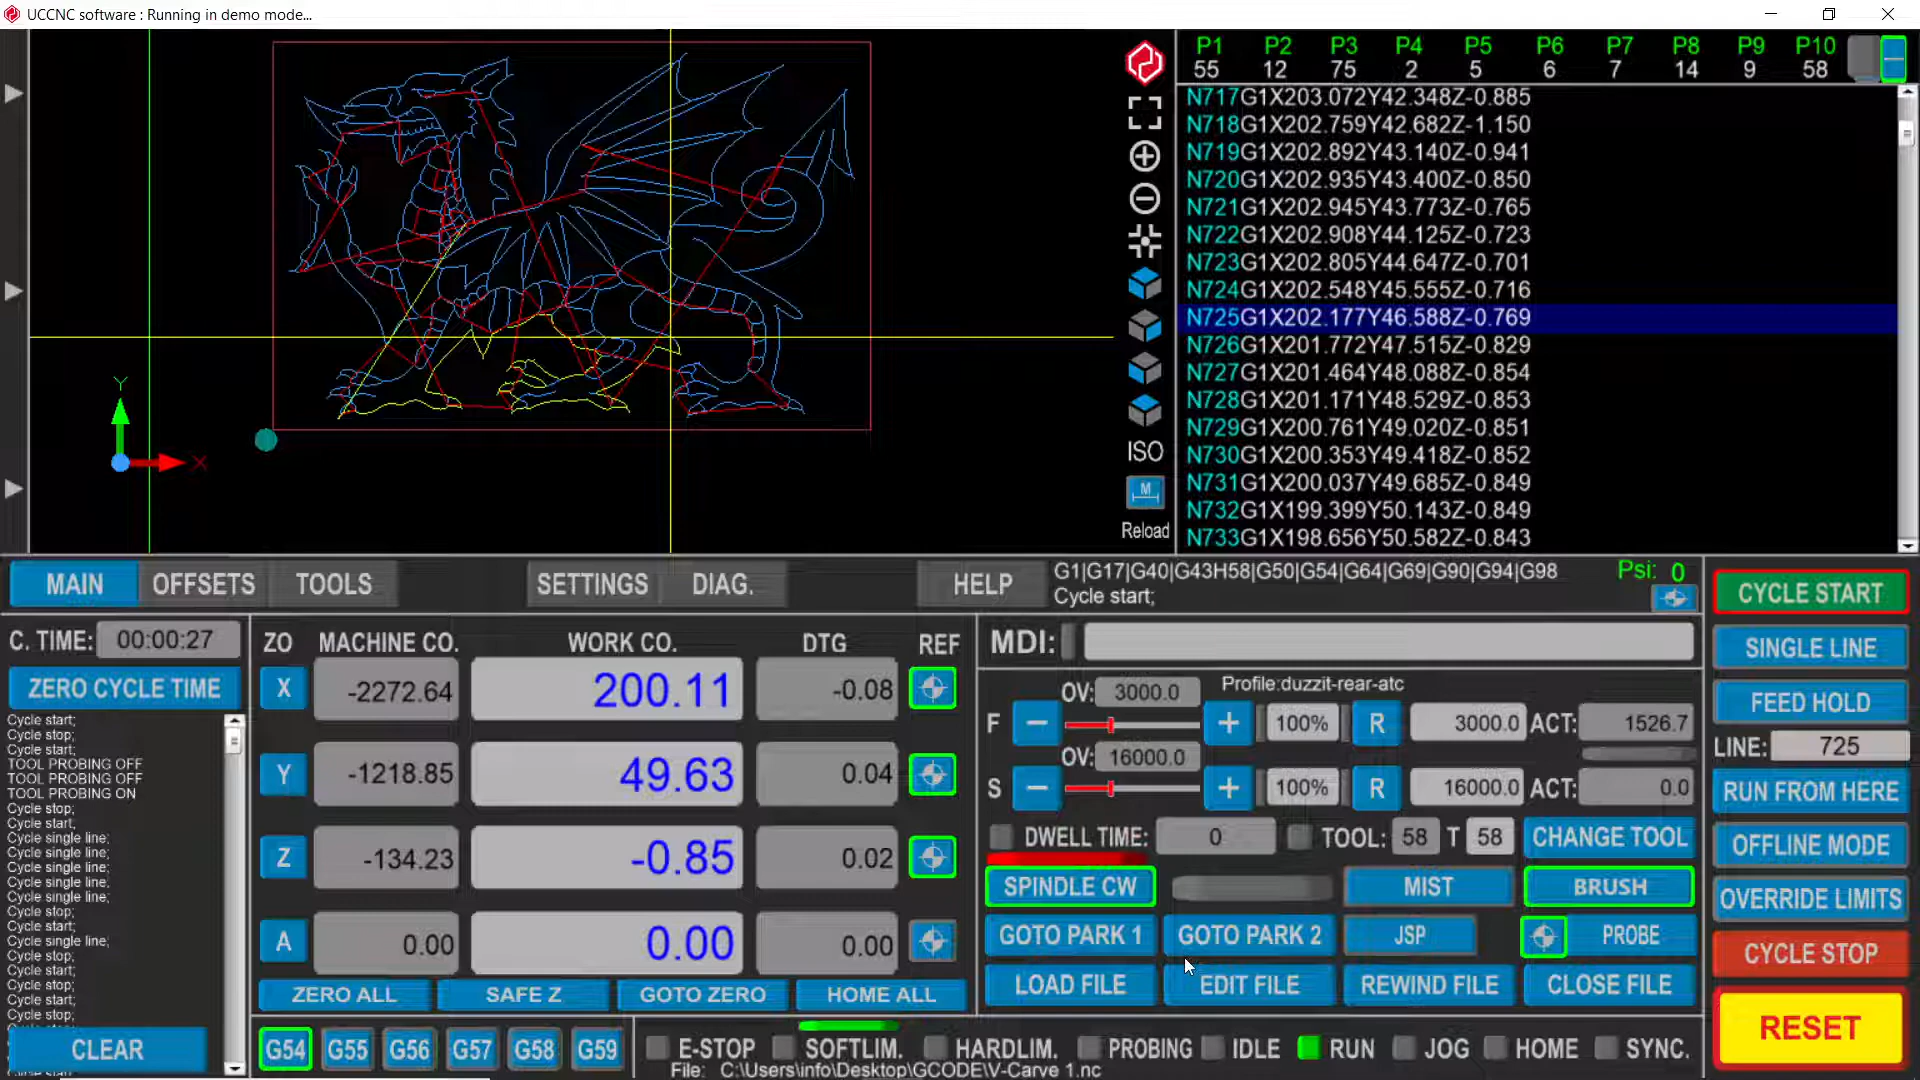 UCCNC software : Running in demo mode...
P1 P2 P3 P4 P5 P6 P7 P8 P9 P10
55 12 75 2 5 6 7 14 9 58
N717G1X203.072Y42.348Z-0.885
N718G1X202.759Y42.682Z-1.150
N719G1X202.892Y43.140Z-0.941
N720G1X202.935Y43.400Z-0.850
N721G1X202.945Y43.773Z-0.765
N722G1X202.908Y44.125Z-0.723
N723G1X202.805Y44.647Z-0.701
N724G1X202.548Y45.555Z-0.716
N725G1X202.177Y46.588Z-0.769
N726G1X201.772Y47.515Z-0.829
N727G1X201.464Y48.088Z-0.854
N728G1X201.171Y48.529Z-0.853
N729G1X200.761Y49.020Z-0.851
N730G1X200.353Y49.418Z-0.852
N731G1X200.037Y49.685Z-0.849
N732G1X199.399Y50.143Z-0.849
N733G1X198.656Y50.582Z-0.843
Y
X
ISO
M
Reload
MAIN OFFSETS TOOLS SETTINGS DIAG. HELP
G1|G17|G40|G43H58|G50|G54|G64|G69|G90|G94|G98
Cycle start;
Psi: 0
C. TIME: 00:00:27
ZERO CYCLE TIME
Cycle start;
Cycle stop;
Cycle start;
TOOL PROBING OFF
TOOL PROBING OFF
TOOL PROBING ON
Cycle stop;
Cycle start;
Cycle single line;
Cycle single line;
Cycle single line;
Cycle single line;
Cycle single line;
Cycle stop;
Cycle start;
Cycle single line;
Cycle stop;
Cycle start;
Cycle stop;
Cycle start;
Cycle stop;
CLEAR
ZO MACHINE CO. WORK CO. DTG REF
X -2272.64 200.11 -0.08
Y -1218.85 49.63 0.04
Z -134.23 -0.85 0.02
A 0.00 0.00 0.00
ZERO ALL SAFE Z GOTO ZERO HOME ALL
G54 G55 G56 G57 G58 G59
MDI:
OV: 3000.0 Profile:duzzit-rear-atc
F − + 100% R 3000.0 ACT: 1526.7
OV: 16000.0
S − + 100% R 16000.0 ACT: 0.0
DWELL TIME: 0 TOOL: 58 T 58 CHANGE TOOL
SPINDLE CW MIST BRUSH
GOTO PARK 1 GOTO PARK 2 JSP PROBE
LOAD FILE EDIT FILE REWIND FILE CLOSE FILE
E-STOP SOFTLIM. HARDLIM. PROBING IDLE RUN JOG HOME SYNC.
File: C:\Users\info\Desktop\GCODE\V-Carve 1.nc
CYCLE START
SINGLE LINE
FEED HOLD
LINE: 725
RUN FROM HERE
OFFLINE MODE
OVERRIDE LIMITS
CYCLE STOP
RESET